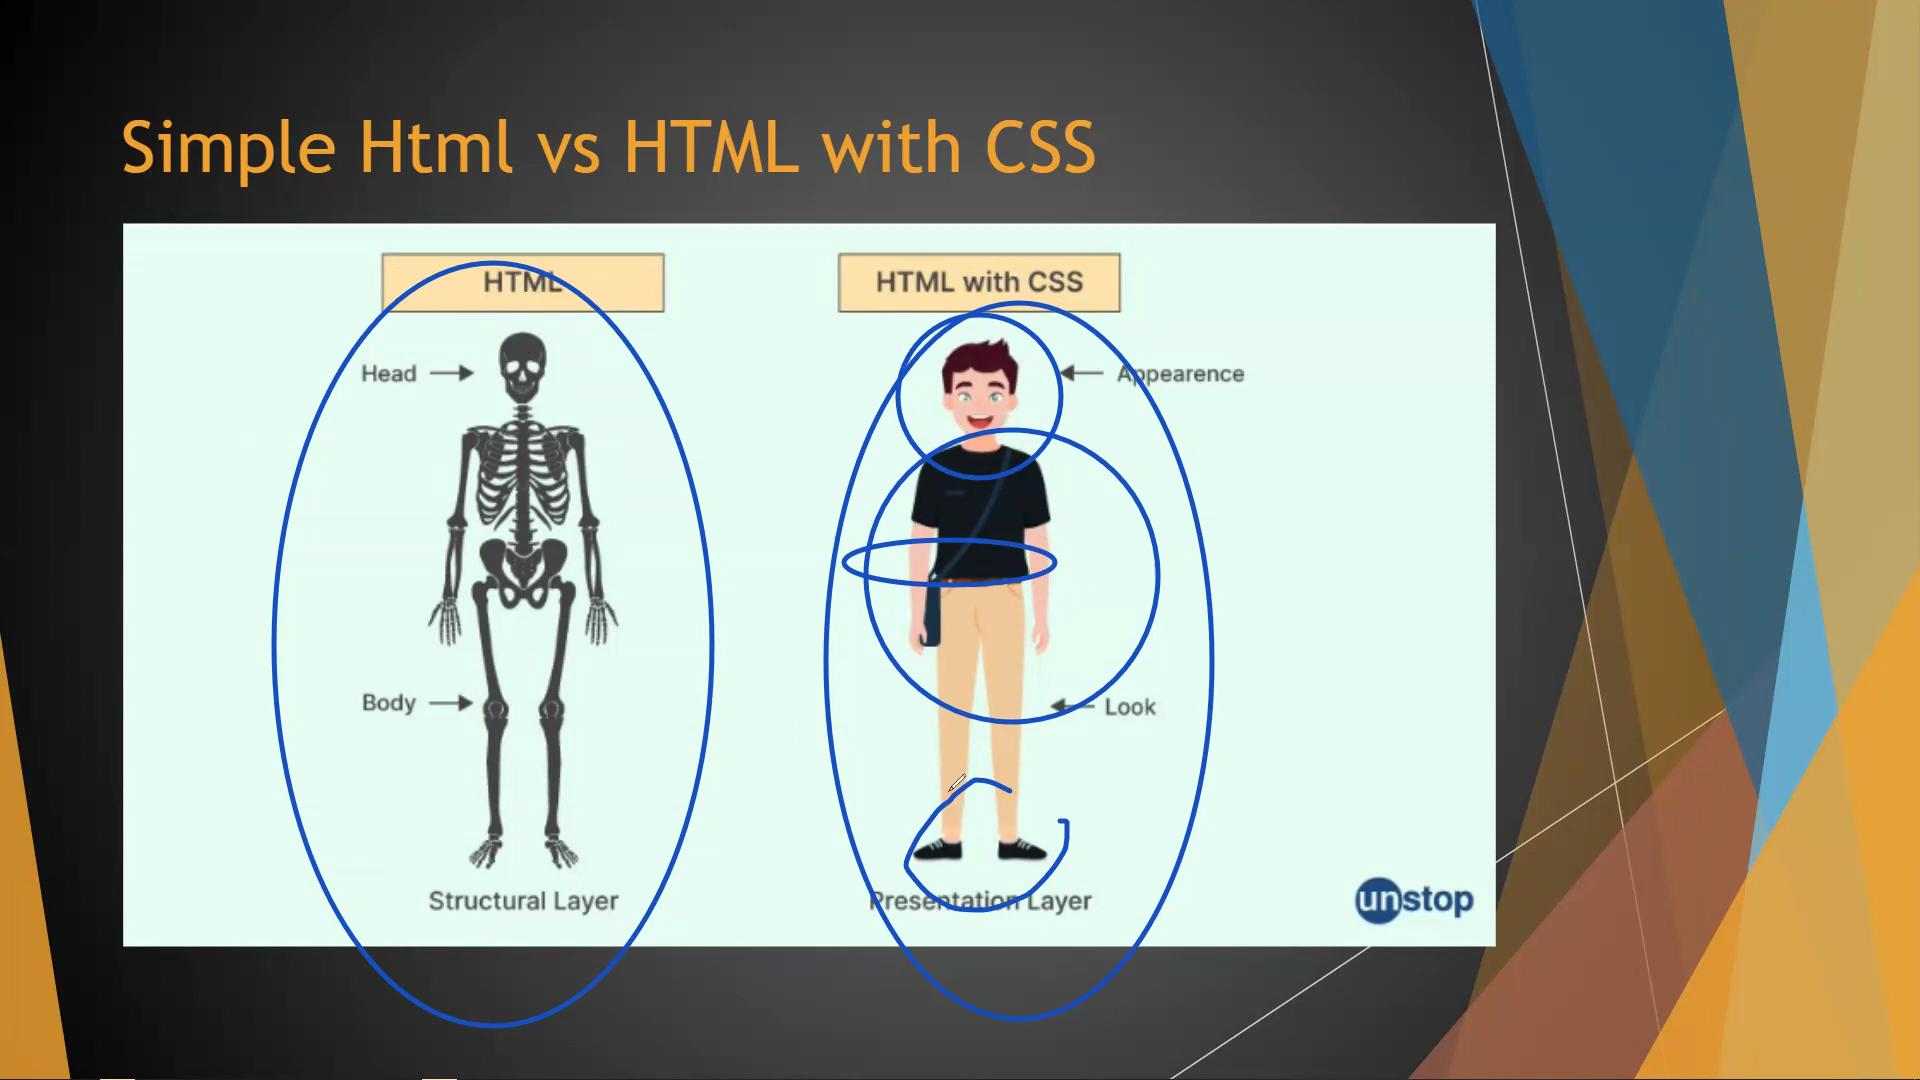 Simple Html vs HTML with CSS
HTML
HTML with CSS
Head
Appearence
Body
Look
Structural Layer
Presentation Layer
unstop